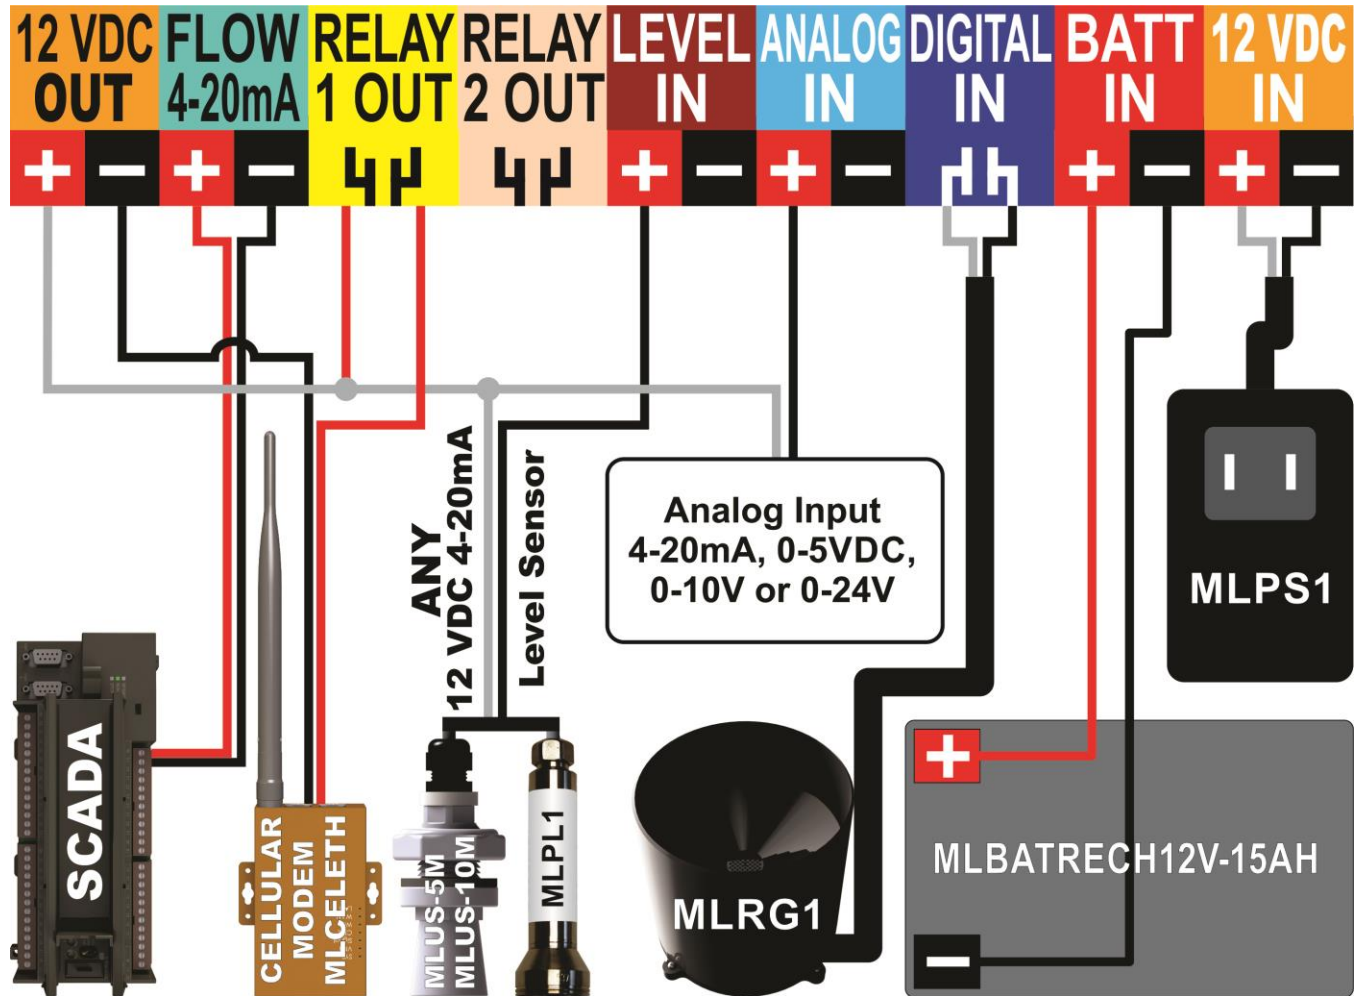 12 VDC
OUT
FLOW
4-20mA
RELAY
1 OUT
RELAY
2 OUT
LEVEL
IN
ANALOG
IN
DIGITAL
IN
BATT
IN
12 VDC
IN
+ − + − + − + − + − + −
ANY
12 VDC 4-20mA
Level Sensor
Analog Input
4-20mA, 0-5VDC,
0-10V or 0-24V
MLPS1
SCADA
CELLULAR
MODEM
MLCELETH
MLUS-5M
MLUS-10M
MLPL1
MLRG1
+
MLBATRECH12V-15AH
−